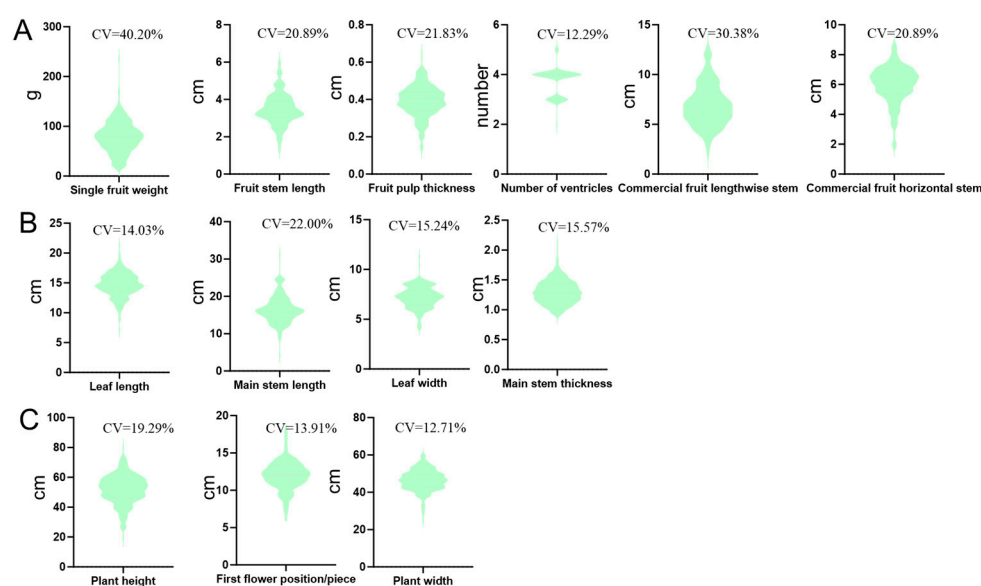 A
CV=40.20%
CV=20.89%
CV=21.83%
CV=12.29%
CV=30.38%
CV=20.89%
300
200
100
0
g
Single fruit weight
8
6
4
2
0
cm
Fruit stem length
0.8
0.6
0.4
0.2
0.0
cm
Fruit pulp thickness
6
4
2
0
number
Number of ventricles
15
10
5
0
cm
Commercial fruit lengthwise stem
10
8
6
4
2
0
cm
Commercial fruit horizontal stem
B
CV=14.03%
CV=22.00%
CV=15.24%
CV=15.57%
25
20
15
10
5
0
cm
Leaf length
40
30
20
10
0
cm
Main stem length
15
10
5
0
cm
Leaf width
2.5
2.0
1.5
1.0
0.5
0.0
cm
Main stem thickness
C
CV=19.29%
CV=13.91%
CV=12.71%
100
80
60
40
20
0
cm
Plant height
20
15
10
5
0
cm
First flower position/piece
80
60
40
20
0
cm
Plant width